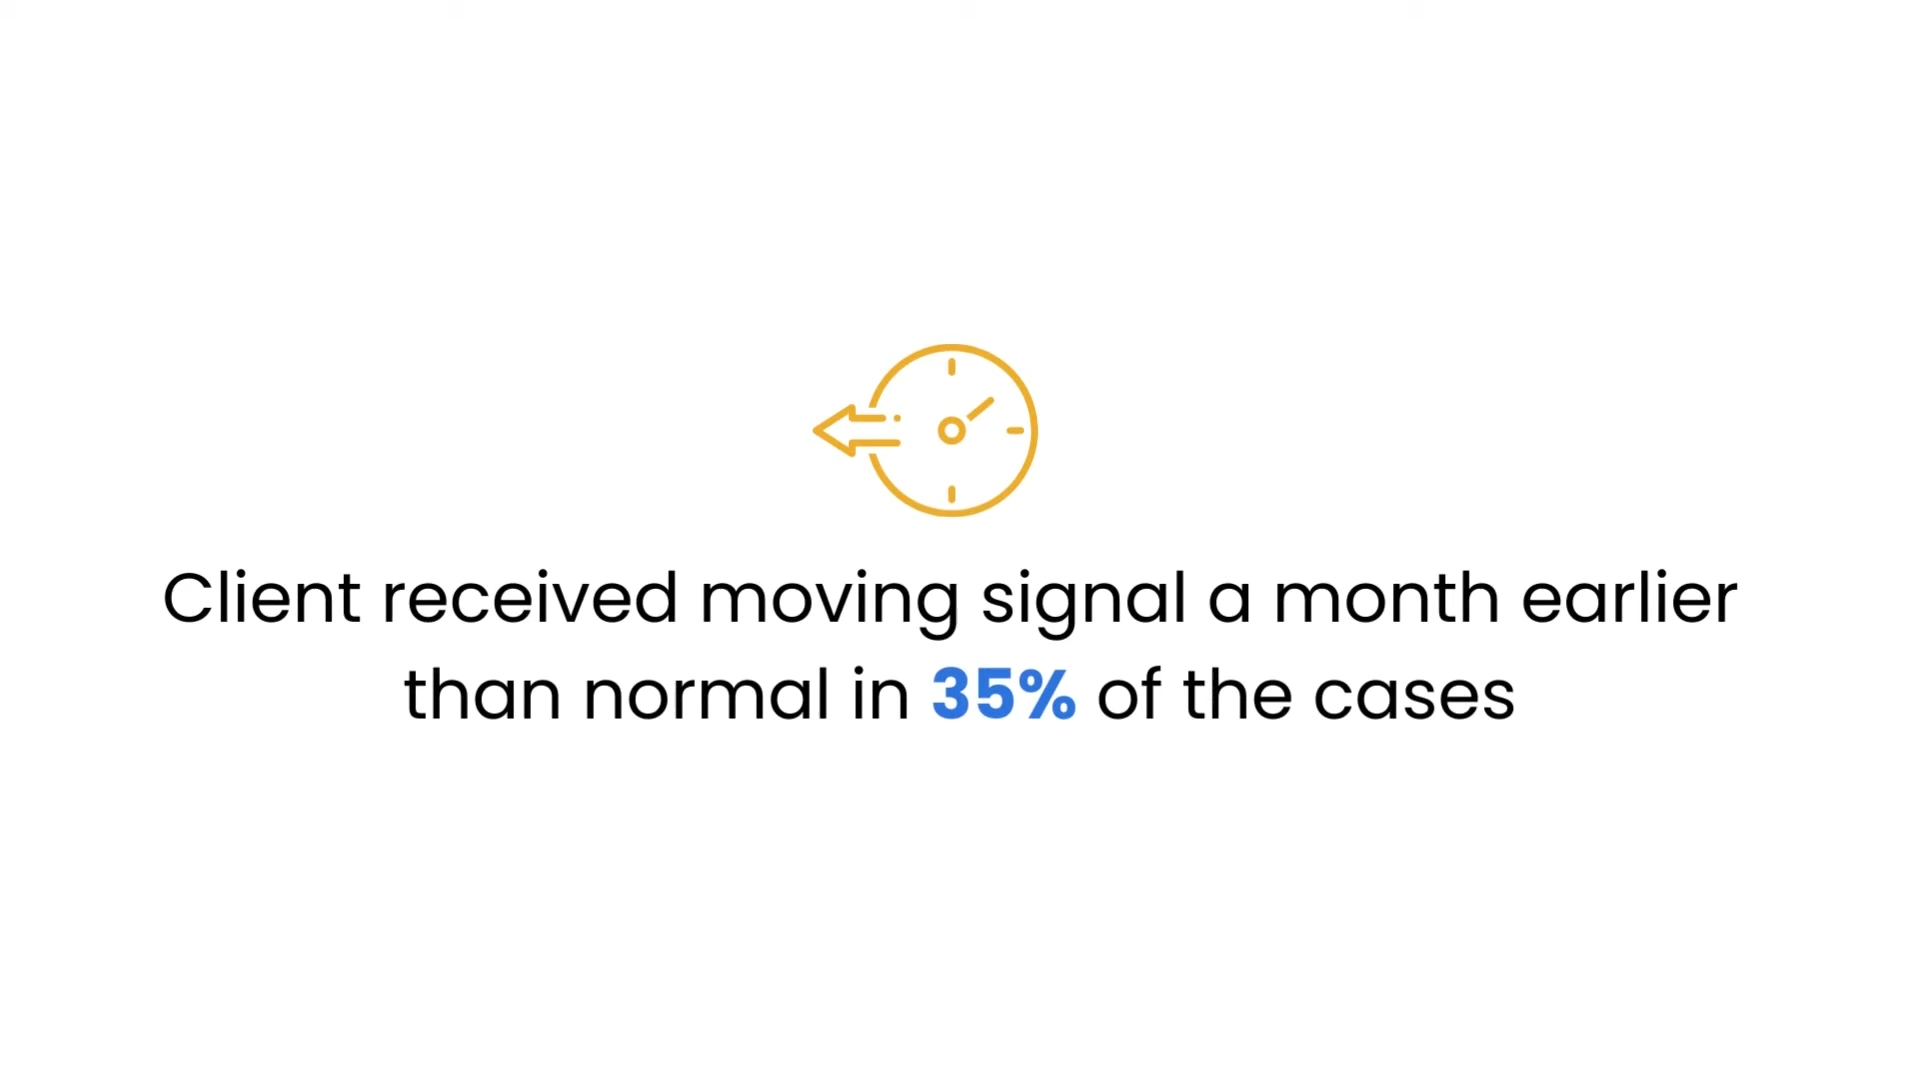 Client received moving signal a month earlier
than normal in 35% of the cases